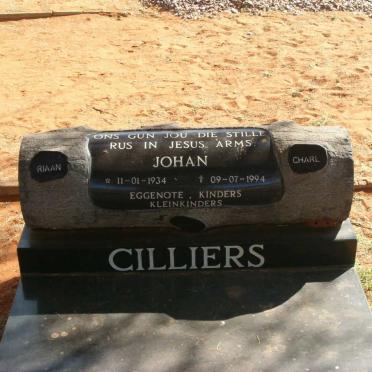 ONS GUN JOU DIE STILLE
RUS IN JESUS ARMS
JOHAN
* 11-01-1934 † 09-07-1994
EGGENOTE, KINDERS
KLEINKINDERS
RIAAN
CHARL
CILLIERS